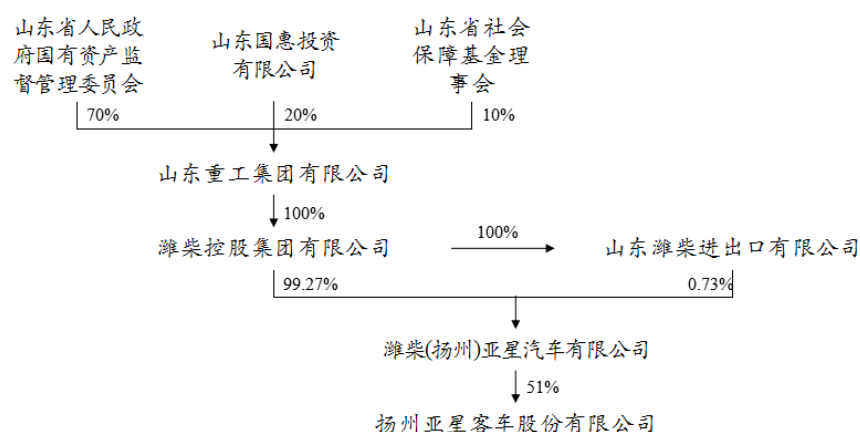 山东省人民政
府国有资产监
督管理委员会
山东国惠投资
有限公司
山东省社会
保障基金理
事会
70%
20%
10%
山东重工集团有限公司
100%
潍柴控股集团有限公司
100%
山东潍柴进出口有限公司
99.27%
0.73%
潍柴(扬州)亚星汽车有限公司
51%
扬州亚星客车股份有限公司